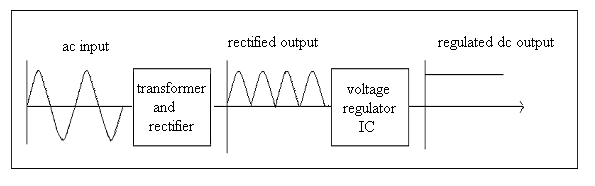 ac input
transformer
and
rectifier
rectified output
voltage
regulator
IC
regulated dc output